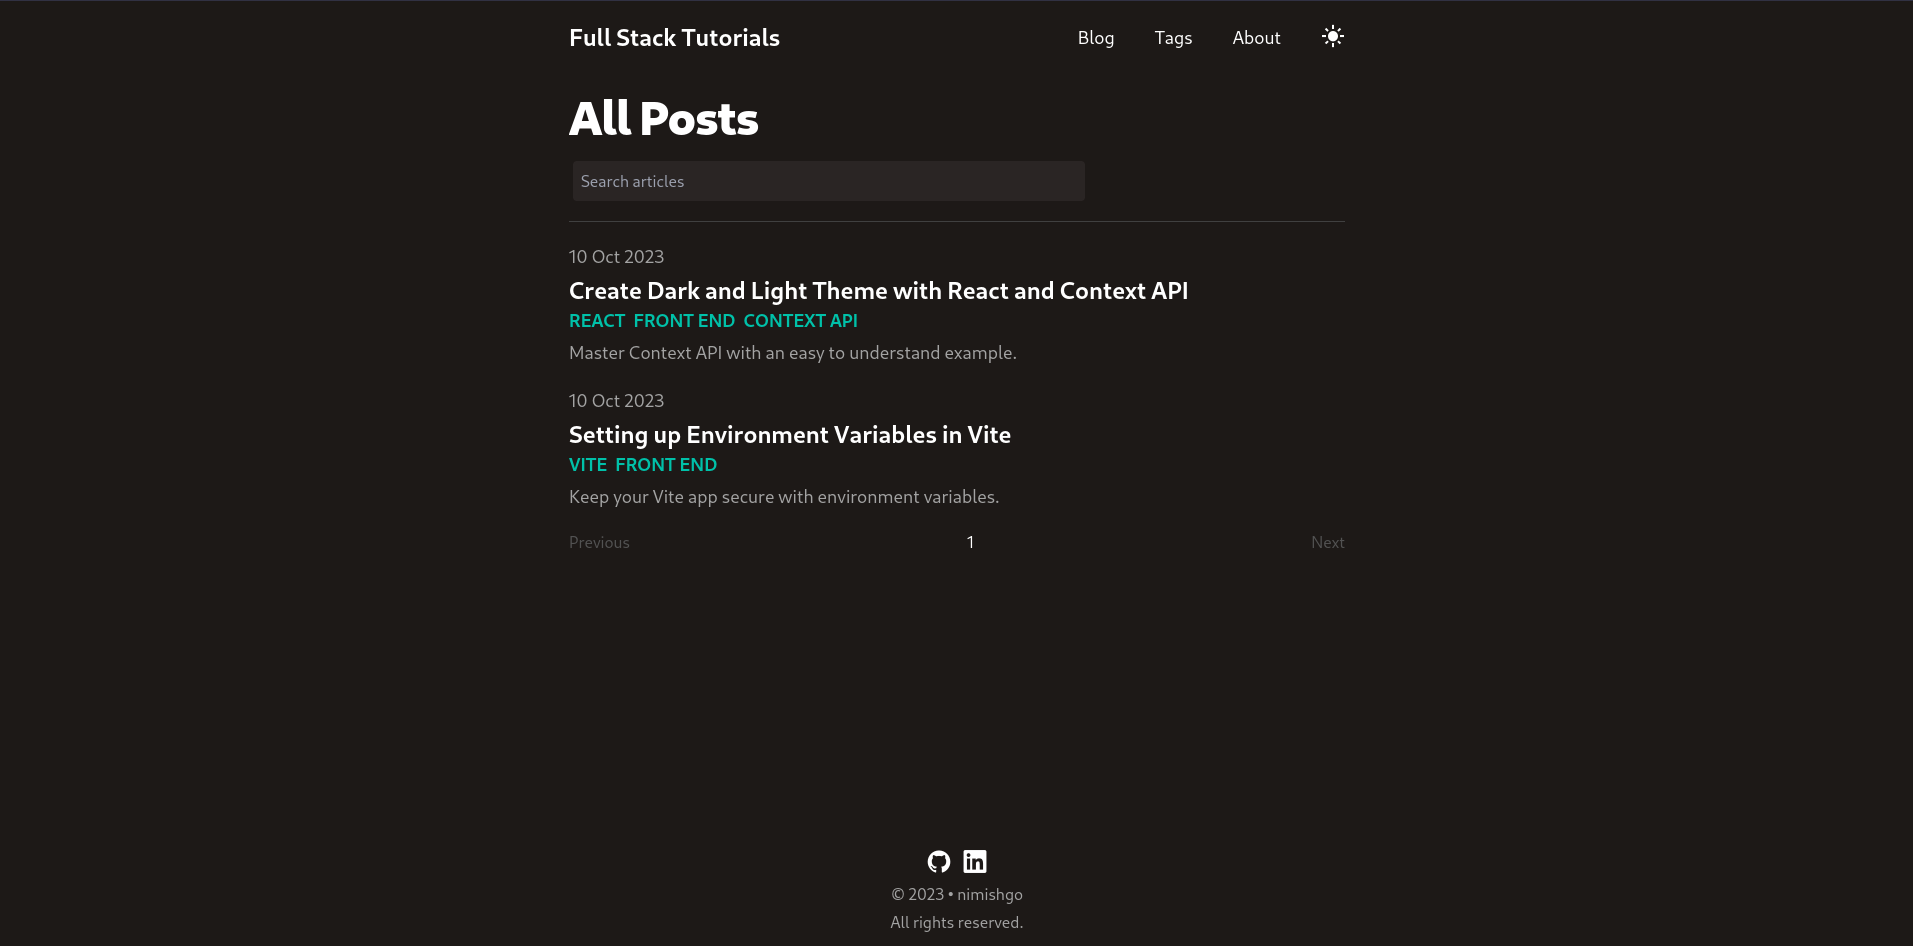 Full Stack Tutorials Blog Tags About
All Posts
Search articles
10 Oct 2023
Create Dark and Light Theme with React and Context API
REACT FRONT END CONTEXT API
Master Context API with an easy to understand example.
10 Oct 2023
Setting up Environment Variables in Vite
VITE FRONT END
Keep your Vite app secure with environment variables.
Previous 1 Next
in
© 2023 • nimishgo
All rights reserved.